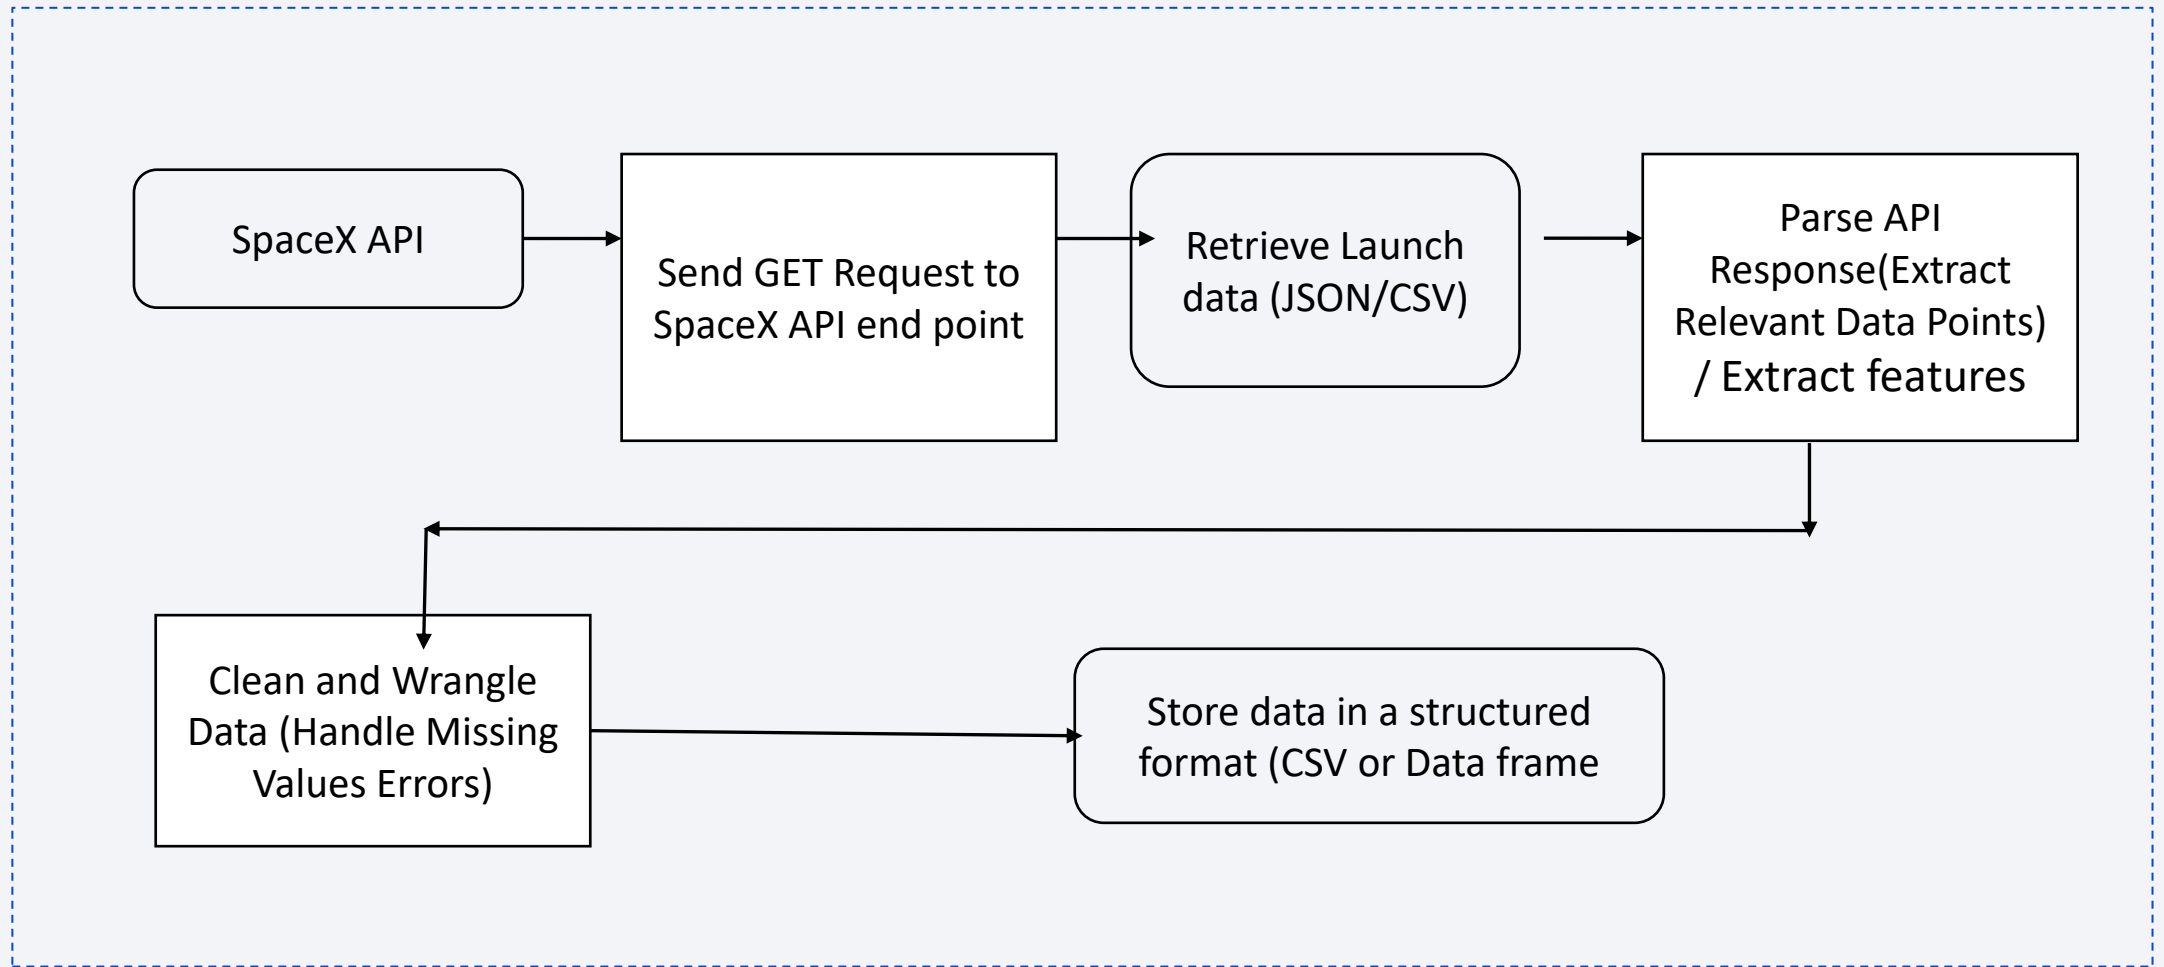 SpaceX API
Send GET Request to
SpaceX API end point
Retrieve Launch
data (JSON/CSV)
Parse API
Response(Extract
Relevant Data Points)
/ Extract features
Clean and Wrangle
Data (Handle Missing
Values Errors)
Store data in a structured
format (CSV or Data frame